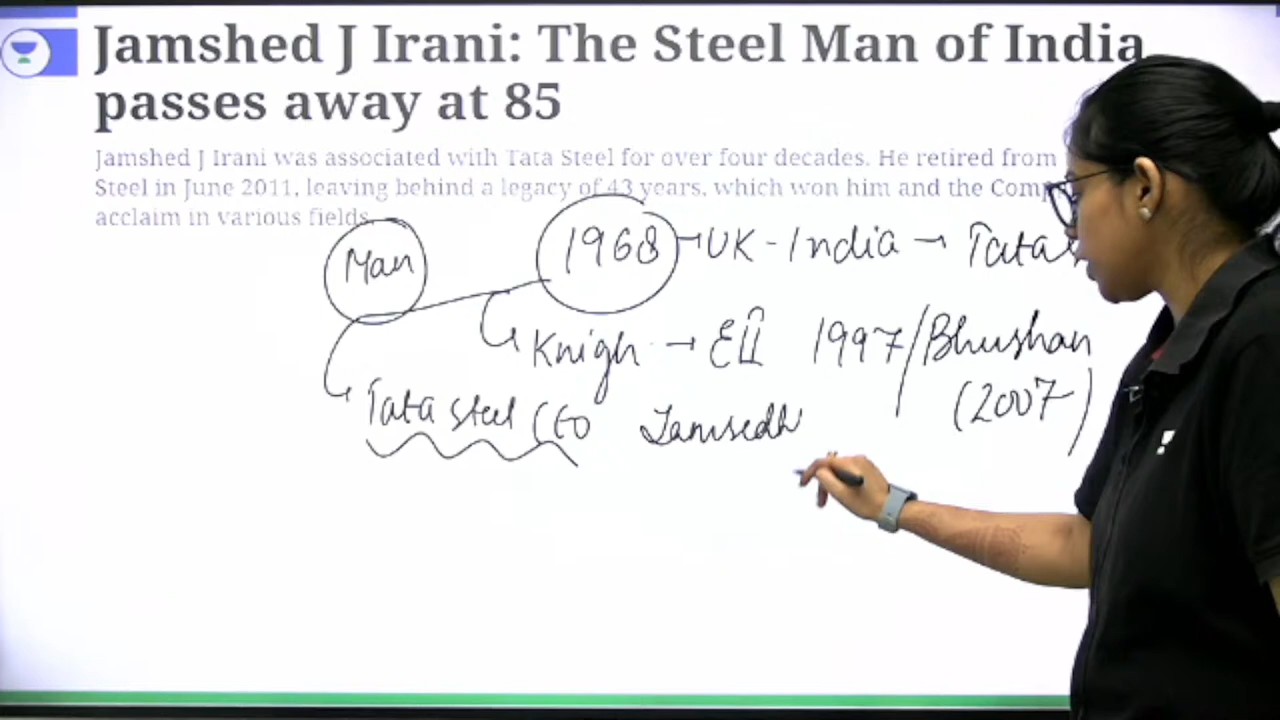 Jamshed J Irani: The Steel Man of India
passes away at 85
Jamshed J Irani was associated with Tata Steel for over four decades. He retired from
Steel in June 2011, leaving behind a legacy of 43 years, which won him and the Comp
acclaim in various fields.
Man 1968 → UK - India → Tata
Knigh → EII 1997 / Bhushan
(2007)
Tata steel CEO Jamsedh